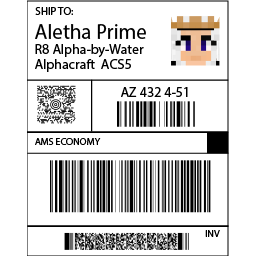 SHIP TO:
Aletha Prime
R8 Alpha-by-Water
Alphacraft ACS5
AZ 432 4-51
AMS ECONOMY
INV